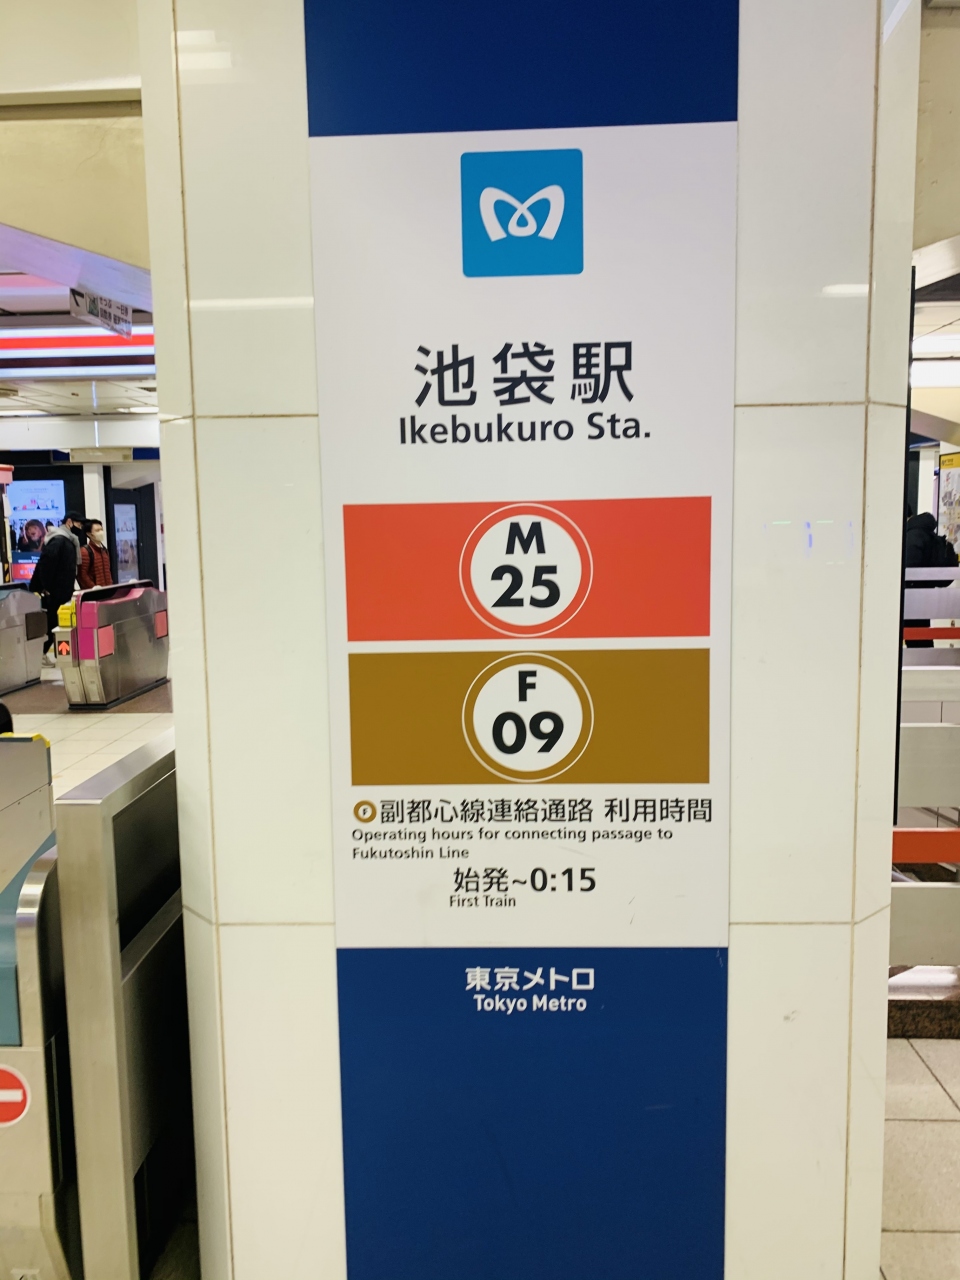 池袋駅
Ikebukuro Sta.
M
25
F
09
F副都心線連絡通路 利用時間
Operating hours for connecting passage to
Fukutoshin Line
始発~0:15
First Train
東京メトロ
Tokyo Metro